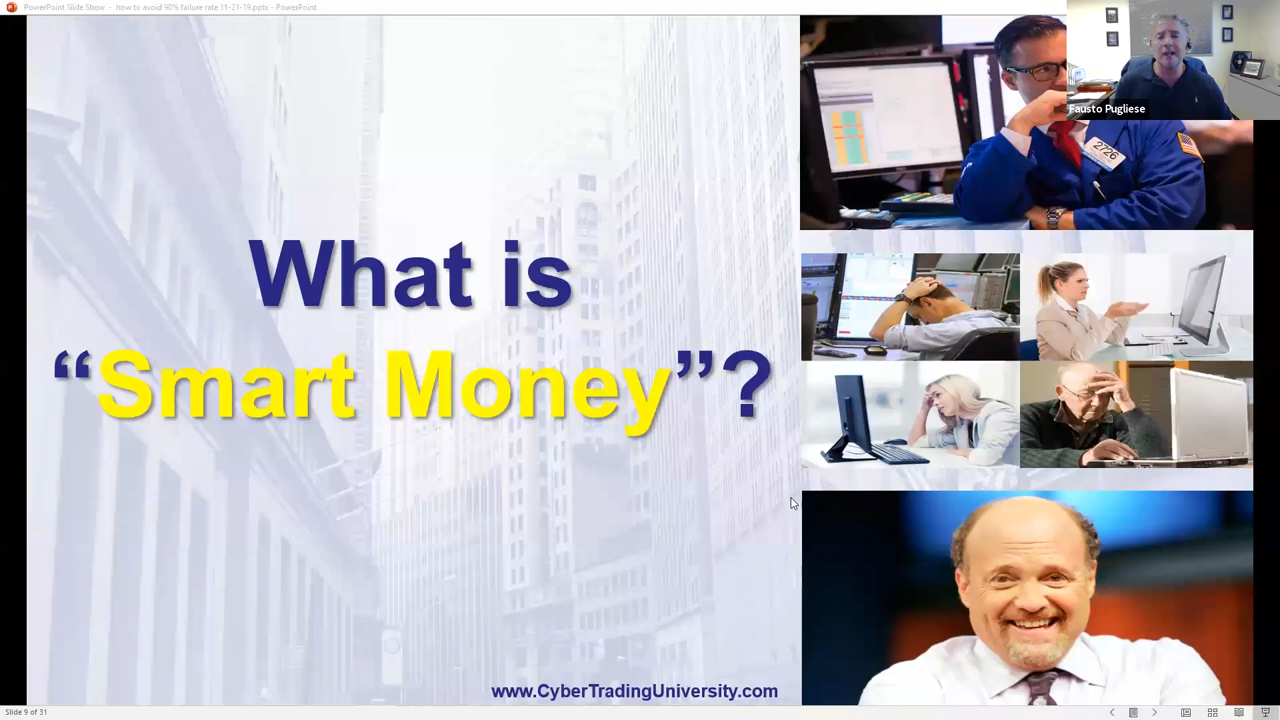 PowerPoint Slide Show - how to avoid 90% failure rate 11-21-19.pptx - PowerPoint
Fausto Pugliese
2726
What is
“Smart Money”?
www.CyberTradingUniversity.com
Slide 9 of 31